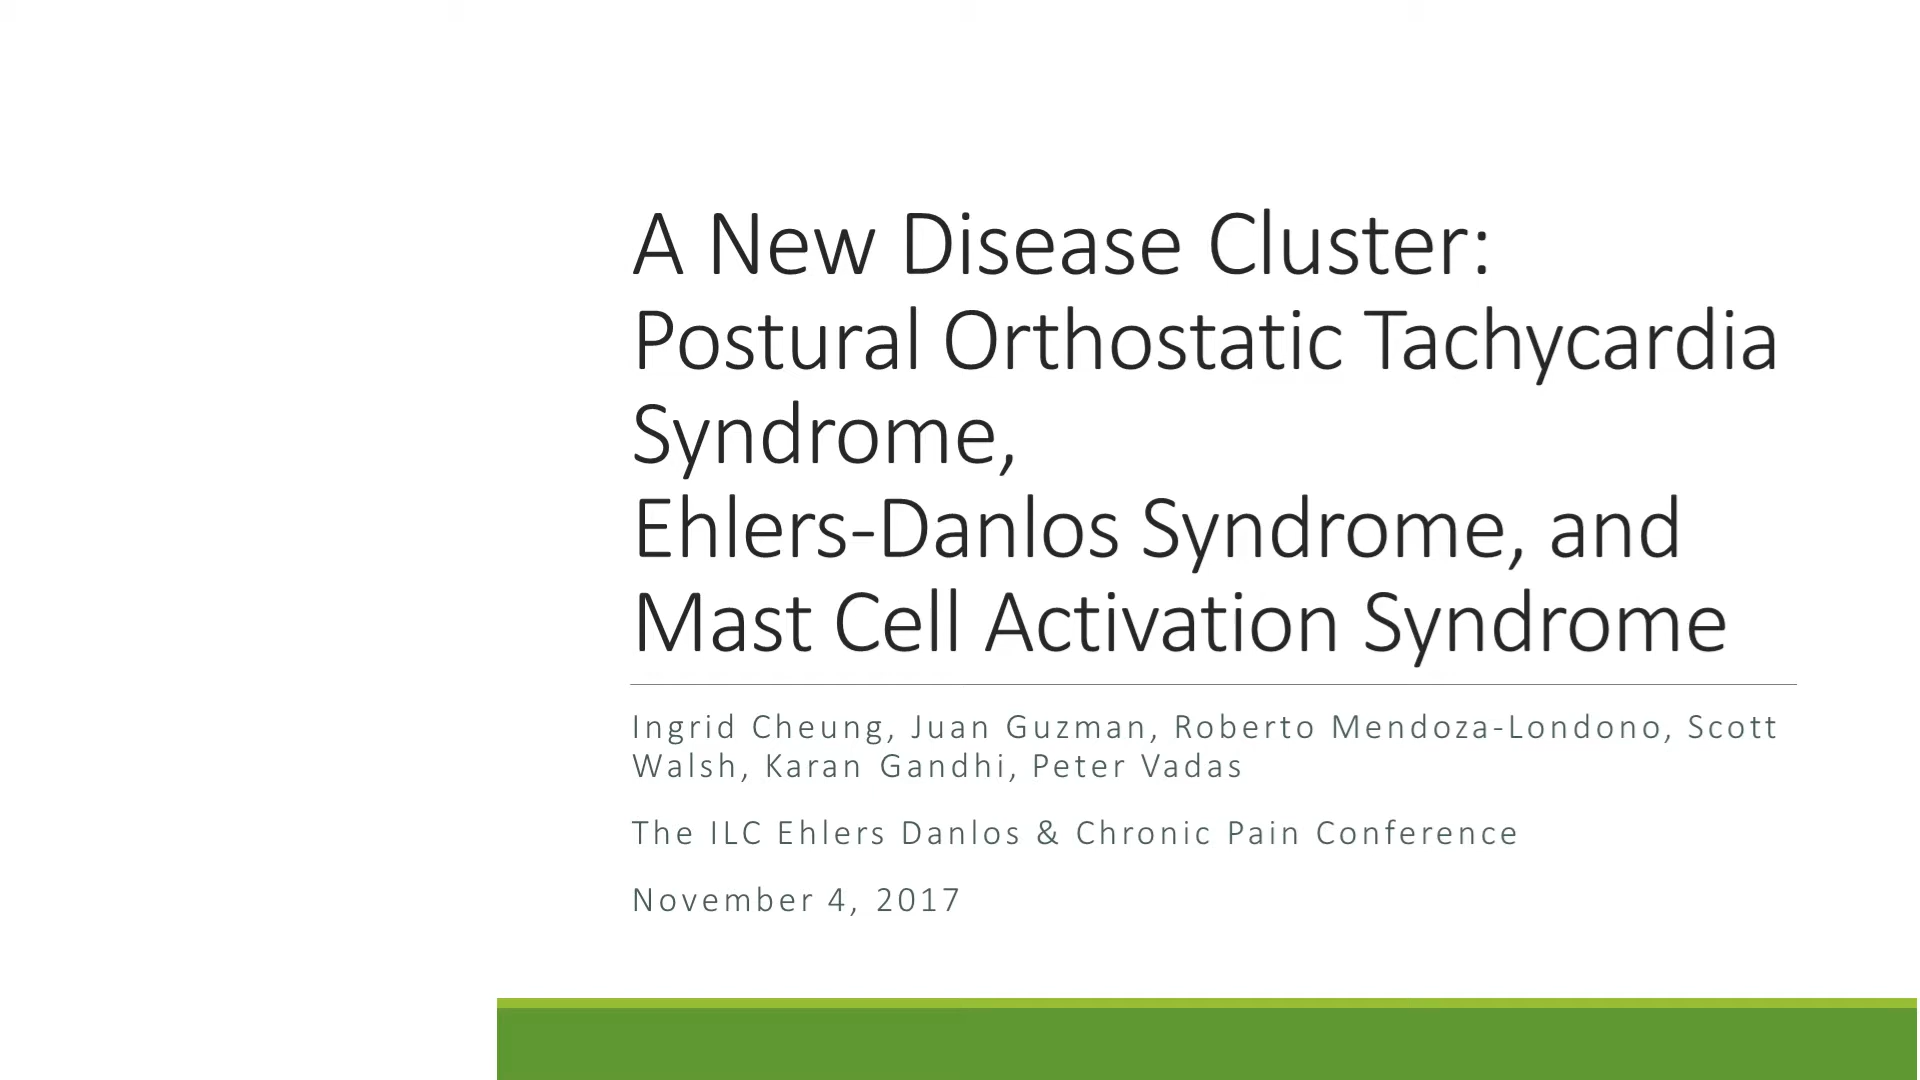 A New Disease Cluster:
Postural Orthostatic Tachycardia
Syndrome,
Ehlers-Danlos Syndrome, and
Mast Cell Activation Syndrome
Ingrid Cheung, Juan Guzman, Roberto Mendoza-Londono, Scott
Walsh, Karan Gandhi, Peter Vadas
The ILC Ehlers Danlos & Chronic Pain Conference
November 4, 2017